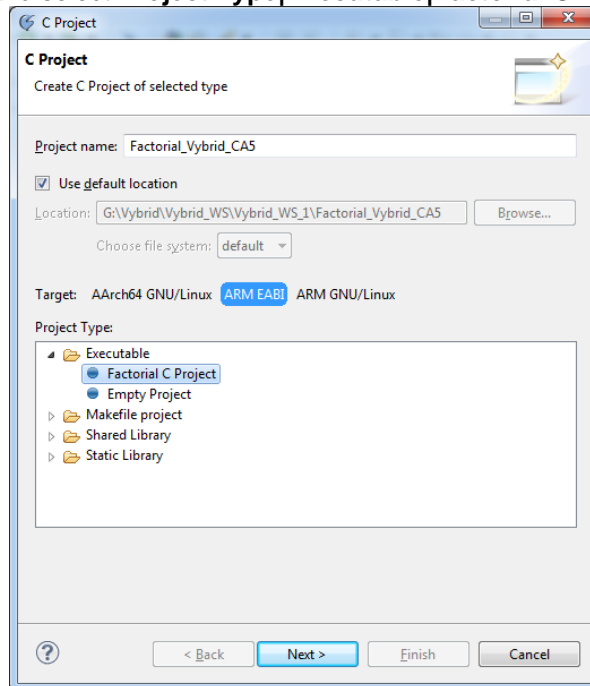 C Project
C Project
Create C Project of selected type
Project name: Factorial_Vybrid_CA5
Use default location
Location: G:\Vybrid\Vybrid_WS\Vybrid_WS_1\Factorial_Vybrid_CA5 Browse...
Choose file system: default
Target: AArch64 GNU/Linux ARM EABI ARM GNU/Linux
Project Type:
Executable
Factorial C Project
Empty Project
Makefile project
Shared Library
Static Library
? < Back Next > Finish Cancel